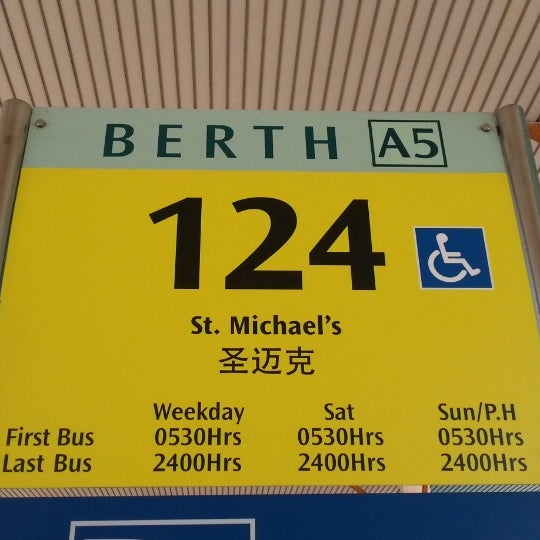 BERTH A5
124
St. Michael's
圣迈克
Weekday Sat Sun/P.H
First Bus 0530Hrs 0530Hrs 0530Hrs
Last Bus 2400Hrs 2400Hrs 2400Hrs